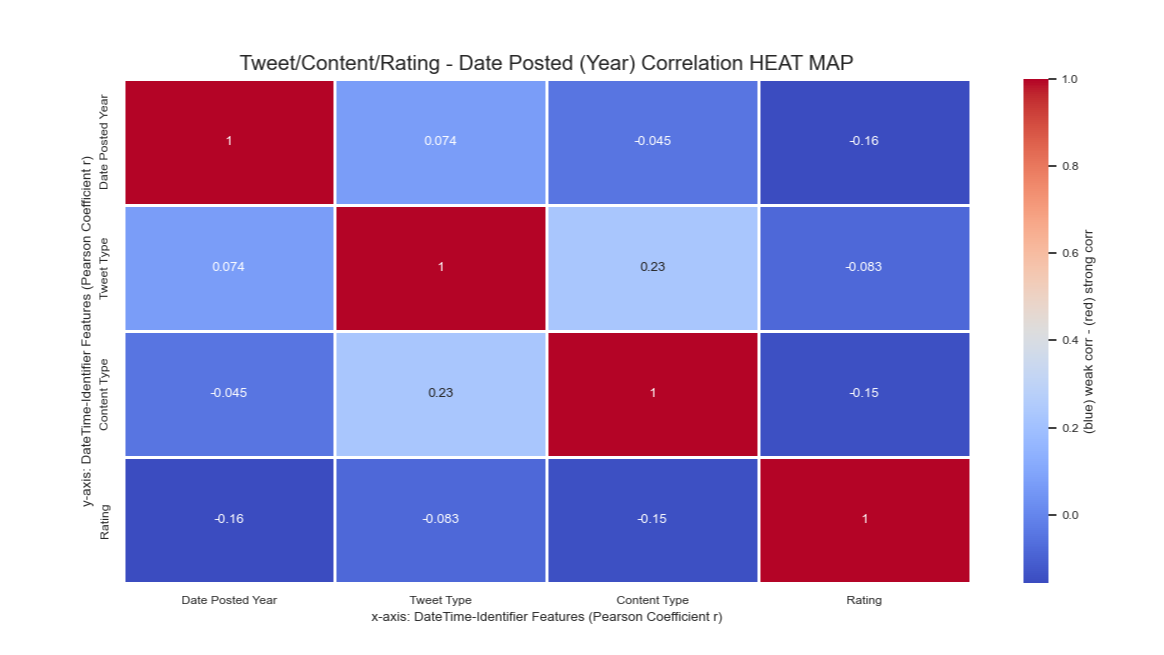 Tweet/Content/Rating - Date Posted (Year) Correlation HEAT MAP
y-axis: DateTime-Identifier Features (Pearson Coefficient r)
Date Posted Year
1
0.074
-0.045
-0.16
Tweet Type
0.074
1
0.23
-0.083
Content Type
-0.045
0.23
1
-0.15
Rating
-0.16
-0.083
-0.15
1
Date Posted Year
Tweet Type
Content Type
Rating
x-axis: DateTime-Identifier Features (Pearson Coefficient r)
1.0
0.8
0.6
0.4
0.2
0.0
(blue) weak corr - (red) strong corr